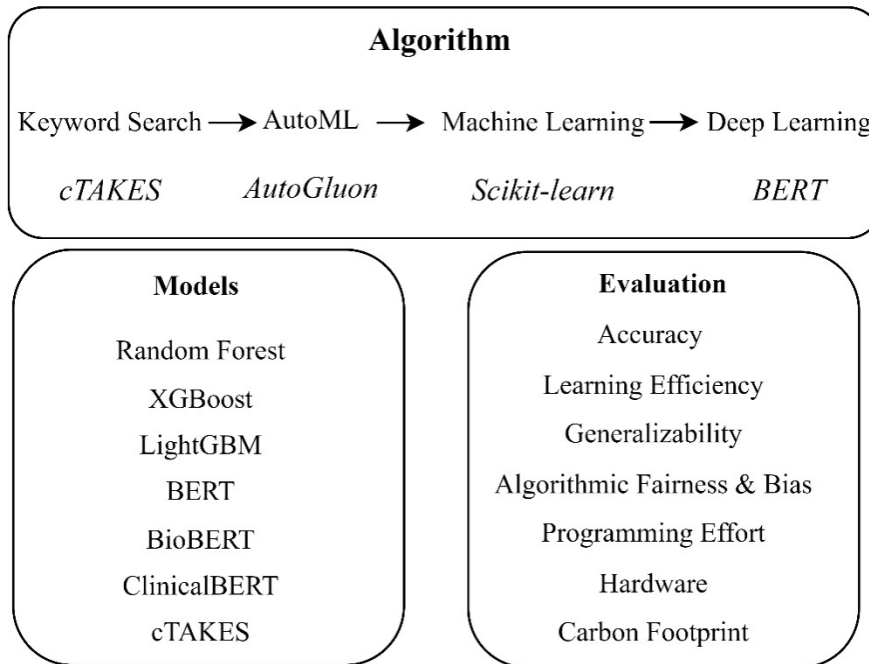 Algorithm
Keyword Search AutoML Machine Learning Deep Learning
cTAKES AutoGluon Scikit-learn BERT
Models
Random Forest
XGBoost
LightGBM
BERT
BioBERT
ClinicalBERT
cTAKES
Evaluation
Accuracy
Learning Efficiency
Generalizability
Algorithmic Fairness & Bias
Programming Effort
Hardware
Carbon Footprint